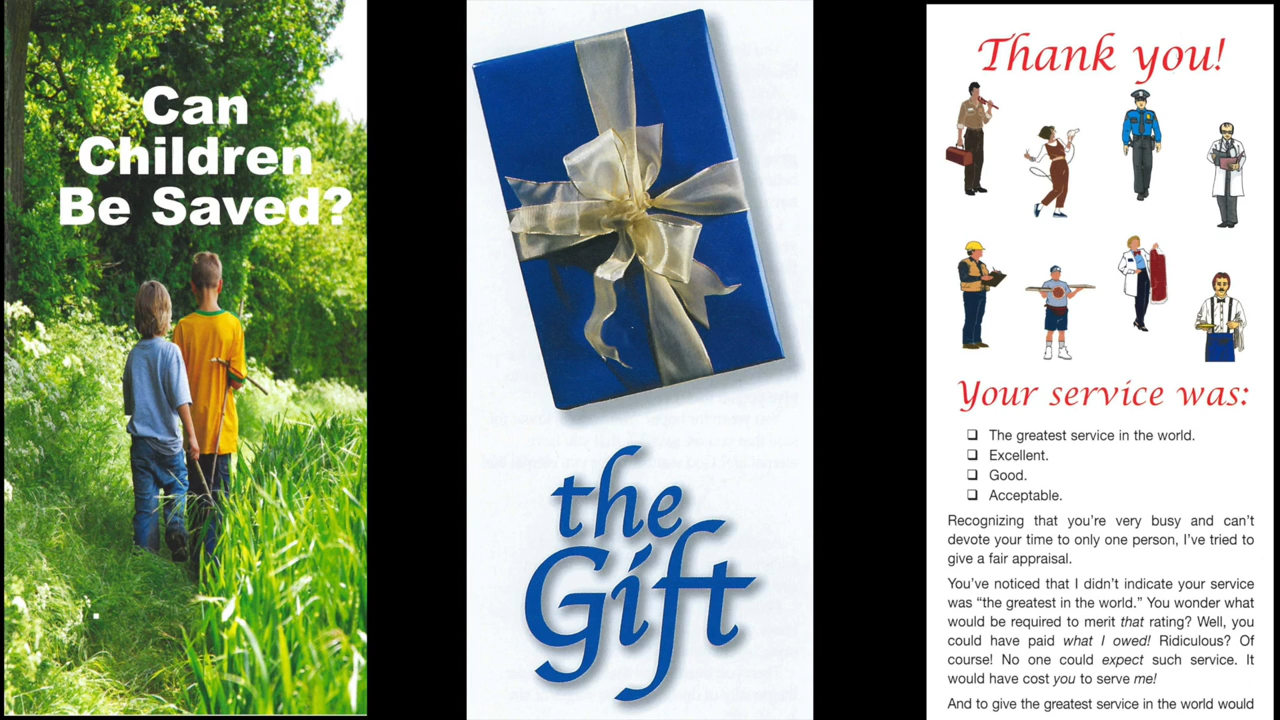 Can
Children
Be Saved?
the
Gift
Thank you!
Your service was:
❑ The greatest service in the world.
❑ Excellent.
❑ Good.
❑ Acceptable.
Recognizing that you're very busy and can't
devote your time to only one person, I've tried to
give a fair appraisal.
You've noticed that I didn't indicate your service
was "the greatest in the world." You wonder what
would be required to merit that rating? Well, you
could have paid what I owed! Ridiculous? Of
course! No one could expect such service. It
would have cost you to serve me!
And to give the greatest service in the world would